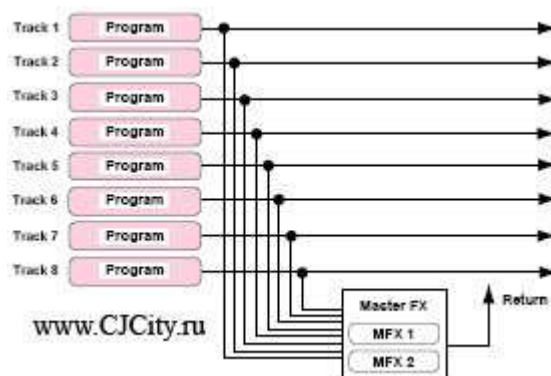 Track 1 Program
Track 2 Program
Track 3 Program
Track 4 Program
Track 5 Program
Track 6 Program
Track 7 Program
Track 8 Program
Master FX
Return
MFX 1
MFX 2
www.CJCity.ru